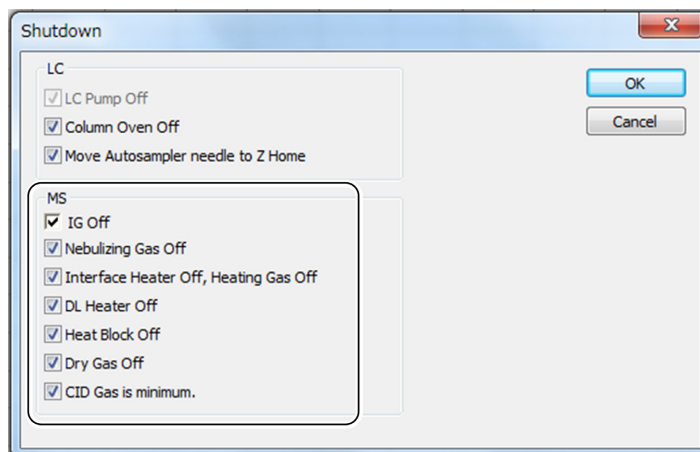 Shutdown
LC
LC Pump Off
Column Oven Off
Move Autosampler needle to Z Home
OK
Cancel
MS
IG Off
Nebulizing Gas Off
Interface Heater Off, Heating Gas Off
DL Heater Off
Heat Block Off
Dry Gas Off
CID Gas is minimum.